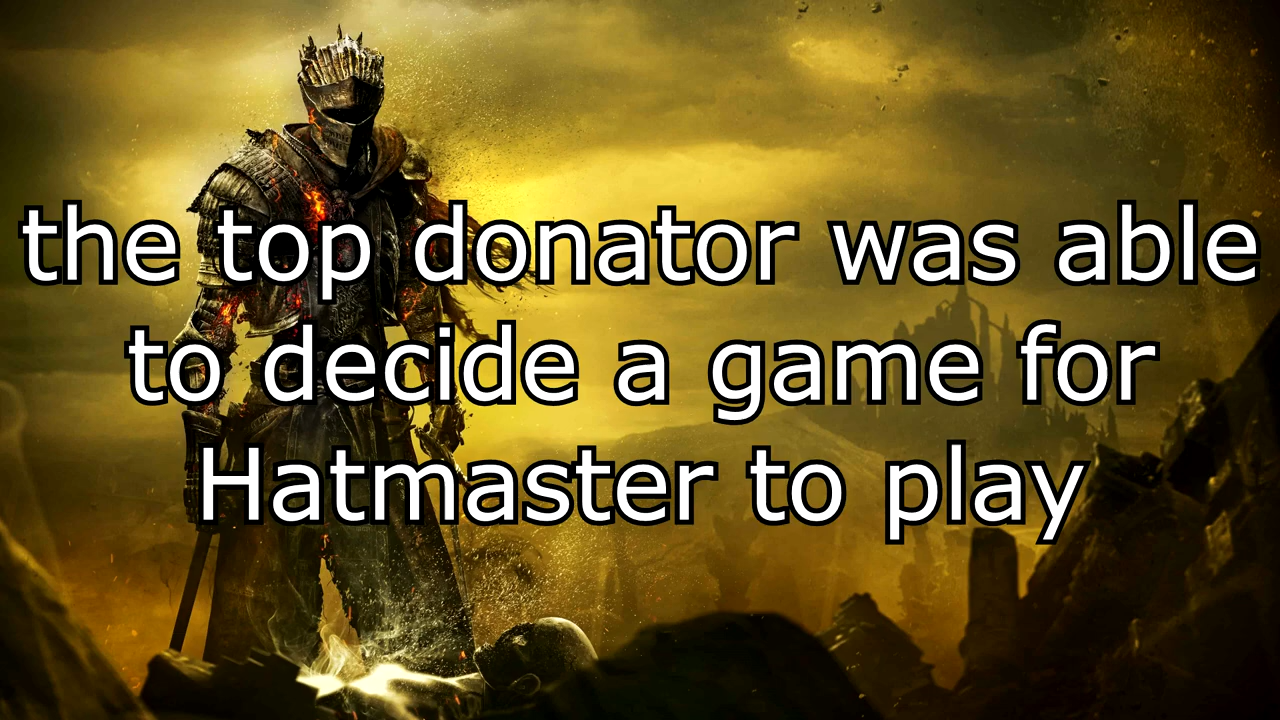 the top donator was able
to decide a game for
Hatmaster to play